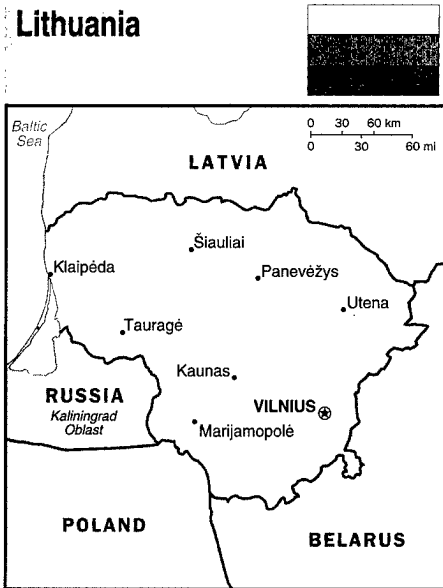 Lithuania
Baltic
Sea
0 30 60 km
0 30 60 mi
LATVIA
Šiauliai
Klaipėda
Panevėžys
Utena
Tauragė
Kaunas
RUSSIA
Kaliningrad
Oblast
VILNIUS
Marijamopolė
POLAND
BELARUS